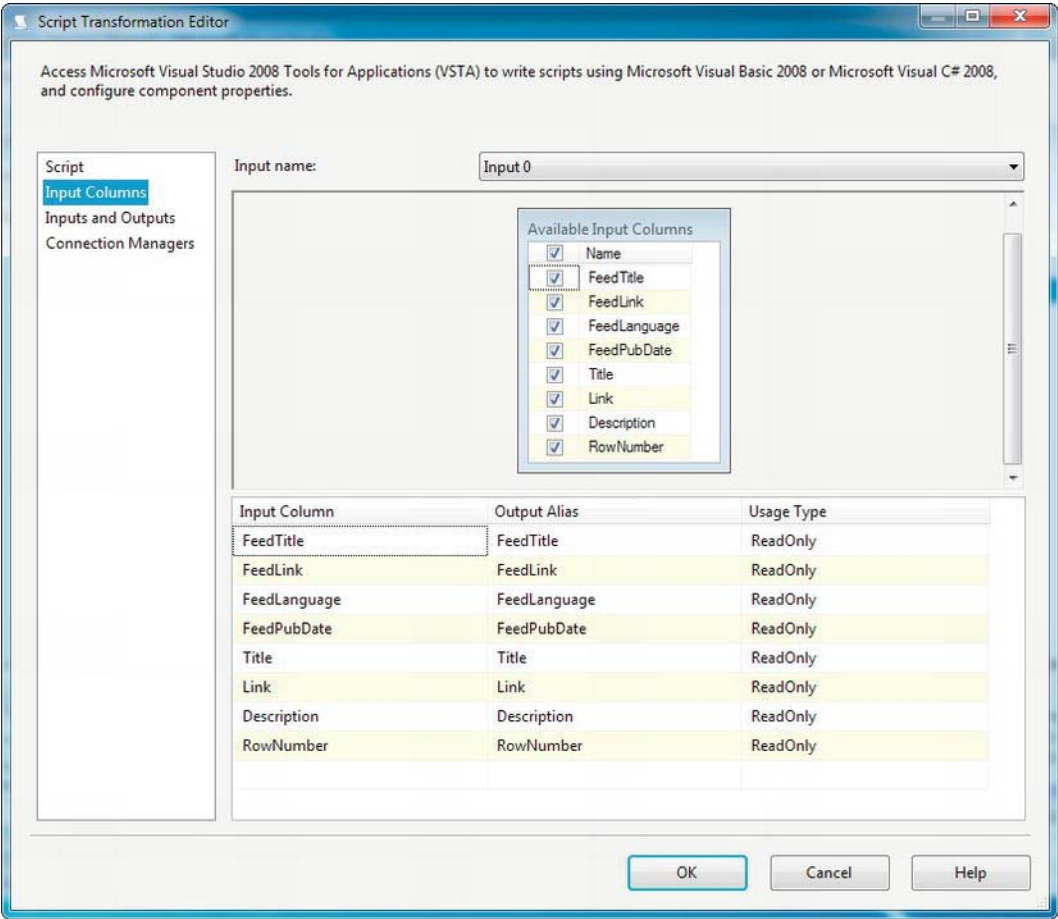 Script Transformation Editor
Access Microsoft Visual Studio 2008 Tools for Applications (VSTA) to write scripts using Microsoft Visual Basic 2008 or Microsoft Visual C# 2008,
and configure component properties.
Script
Input Columns
Inputs and Outputs
Connection Managers
Input name: Input 0
Available Input Columns
Name
FeedTitle
FeedLink
FeedLanguage
FeedPubDate
Title
Link
Description
RowNumber
Input Column Output Alias Usage Type
FeedTitle FeedTitle ReadOnly
FeedLink FeedLink ReadOnly
FeedLanguage FeedLanguage ReadOnly
FeedPubDate FeedPubDate ReadOnly
Title Title ReadOnly
Link Link ReadOnly
Description Description ReadOnly
RowNumber RowNumber ReadOnly
OK Cancel Help